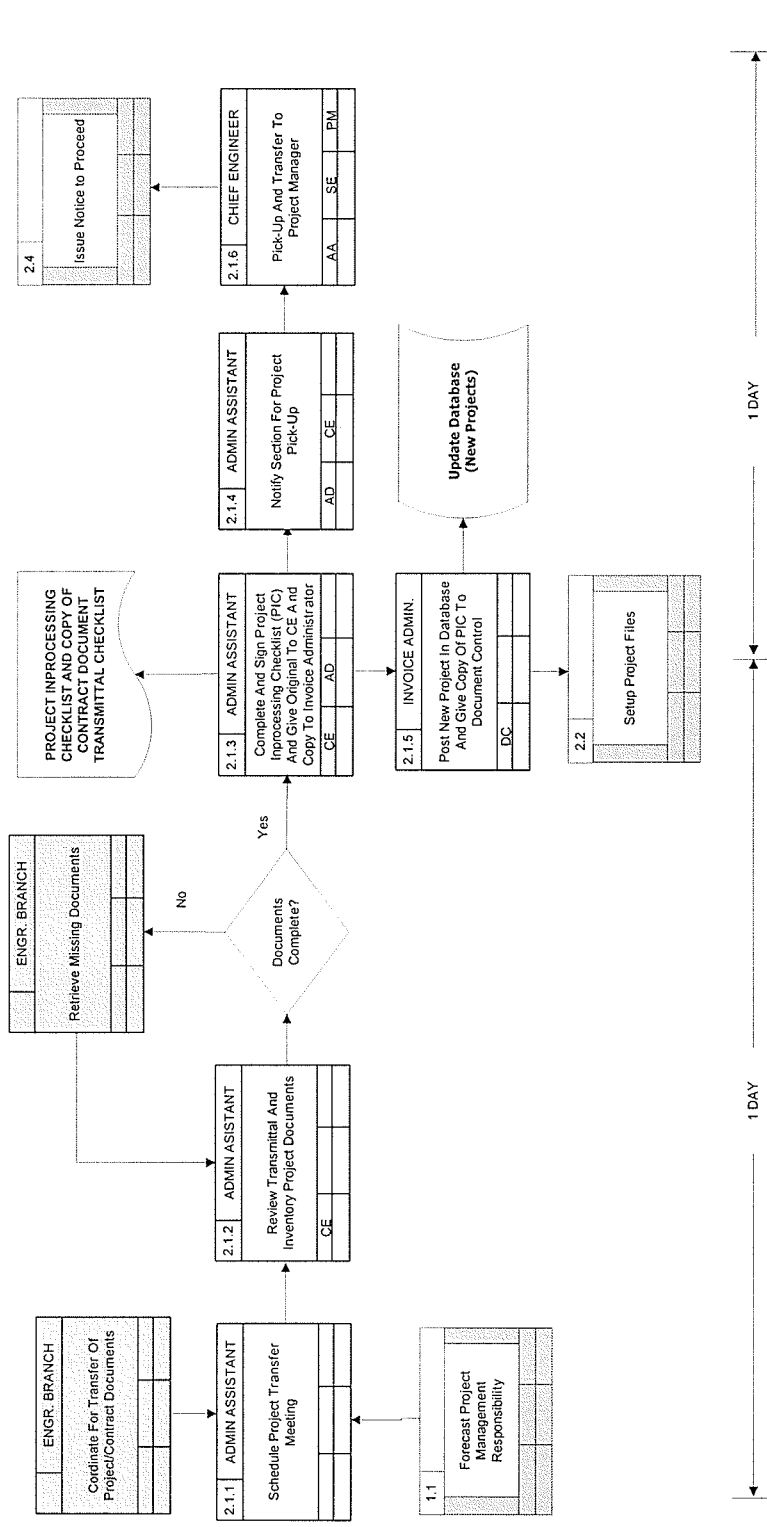 ENGR. BRANCH
Cordinate For Transfer Of
Project/Contract Documents
2.1.1 ADMIN ASSISTANT
Schedule Project Transfer
Meeting
1.1
Forecast Project
Management
Responsibility
2.1.2 ADMIN ASISTANT
Review Transmittal And
Inventory Project Documents
CE
ENGR. BRANCH
Retrieve Missing Documents
No
Documents
Complete?
Yes
PROJECT INPROCESSING
CHECKLIST AND COPY OF
CONTRACT DOCUMENT
TRANSMITTAL CHECKLIST
2.1.3 ADMIN ASSISTANT
Complete And Sign Project
Inprocessing Checklist (PIC)
And Give Original To CE A nd
Copy To Invoice Administrator
CE AD
2.1.5 INVOICE ADMIN.
Post New Project In Database
And Give Copy Of PIC To
Document Control
DC
2.2
Setup Project Files
2.1.4 ADMIN ASSISTANT
Notify Section For Project
Pick-Up
AD CE
Update Database
(New Projects)
2.4
Issue Notice to Proceed
2.1.6 CHIEF ENGINEER
Pick-Up And Transfer To
Project Manager
AA SE PM
1 DAY
1 DAY